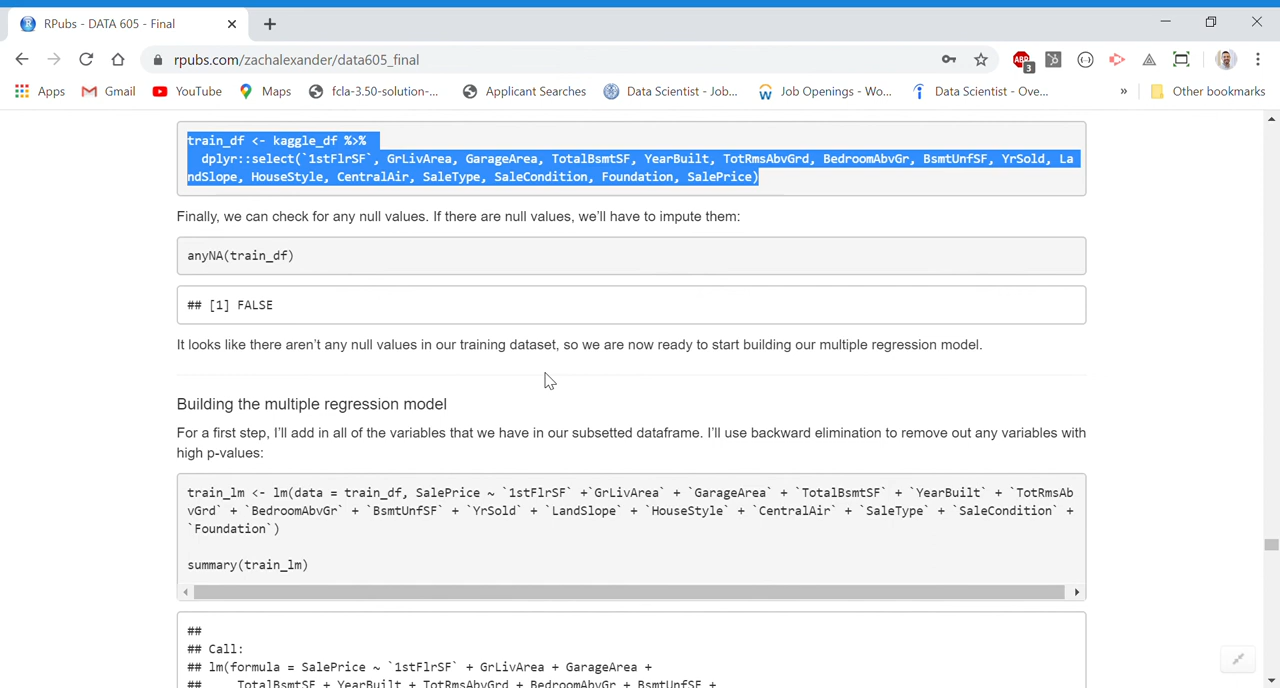 RPubs - DATA 605 - Final
rpubs.com/zachalexander/data605_final
ABP
3
Apps
Gmail
YouTube
Maps
fcla-3.50-solution-...
Applicant Searches
Data Scientist - Job...
Job Openings - Wo...
Data Scientist - Ove...
»
Other bookmarks
train_df <- kaggle_df %>%
dplyr::select(`1stFlrSF`, GrLivArea, GarageArea, TotalBsmtSF, YearBuilt, TotRmsAbvGrd, BedroomAbvGr, BsmtUnfSF, YrSold, La
ndSlope, HouseStyle, CentralAir, SaleType, SaleCondition, Foundation, SalePrice)
Finally, we can check for any null values. If there are null values, we’ll have to impute them:
anyNA(train_df)
## [1] FALSE
It looks like there aren’t any null values in our training dataset, so we are now ready to start building our multiple regression model.
Building the multiple regression model
For a first step, I’ll add in all of the variables that we have in our subsetted dataframe. I’ll use backward elimination to remove out any variables with
high p-values:
train_lm <- lm(data = train_df, SalePrice ~ `1stFlrSF` +`GrLivArea` + `GarageArea` + `TotalBsmtSF` + `YearBuilt` + `TotRmsAb
vGrd` + `BedroomAbvGr` + `BsmtUnfSF` + `YrSold` + `LandSlope` + `HouseStyle` + `CentralAir` + `SaleType` + `SaleCondition` +
`Foundation`)
summary(train_lm)
##
## Call:
## lm(formula = SalePrice ~ `1stFlrSF` + GrLivArea + GarageArea +
## TotalBsmtSF + YearBuilt + TotRmsAbvGrd + BedroomAbvGr + BsmtUnfSF +